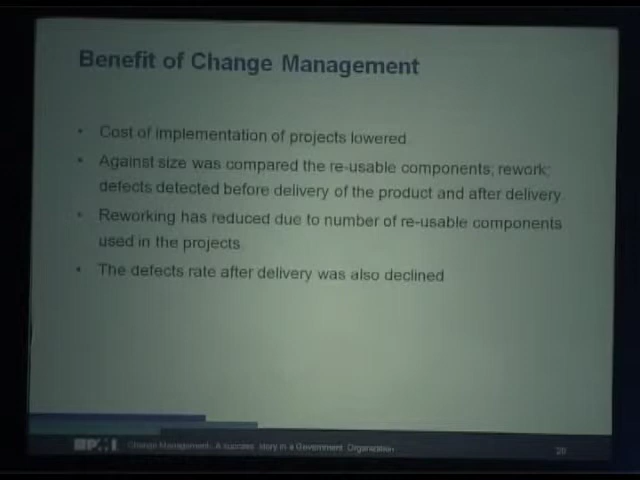 Benefit of Change Management
• Cost of implementation of projects lowered
• Against size was compared the re-usable components, rework,
defects detected before delivery of the product and after delivery
• Reworking has reduced due to number of re-usable components
used in the projects
• The defects rate after delivery was also declined
Change Management: A success story in a Government Organization